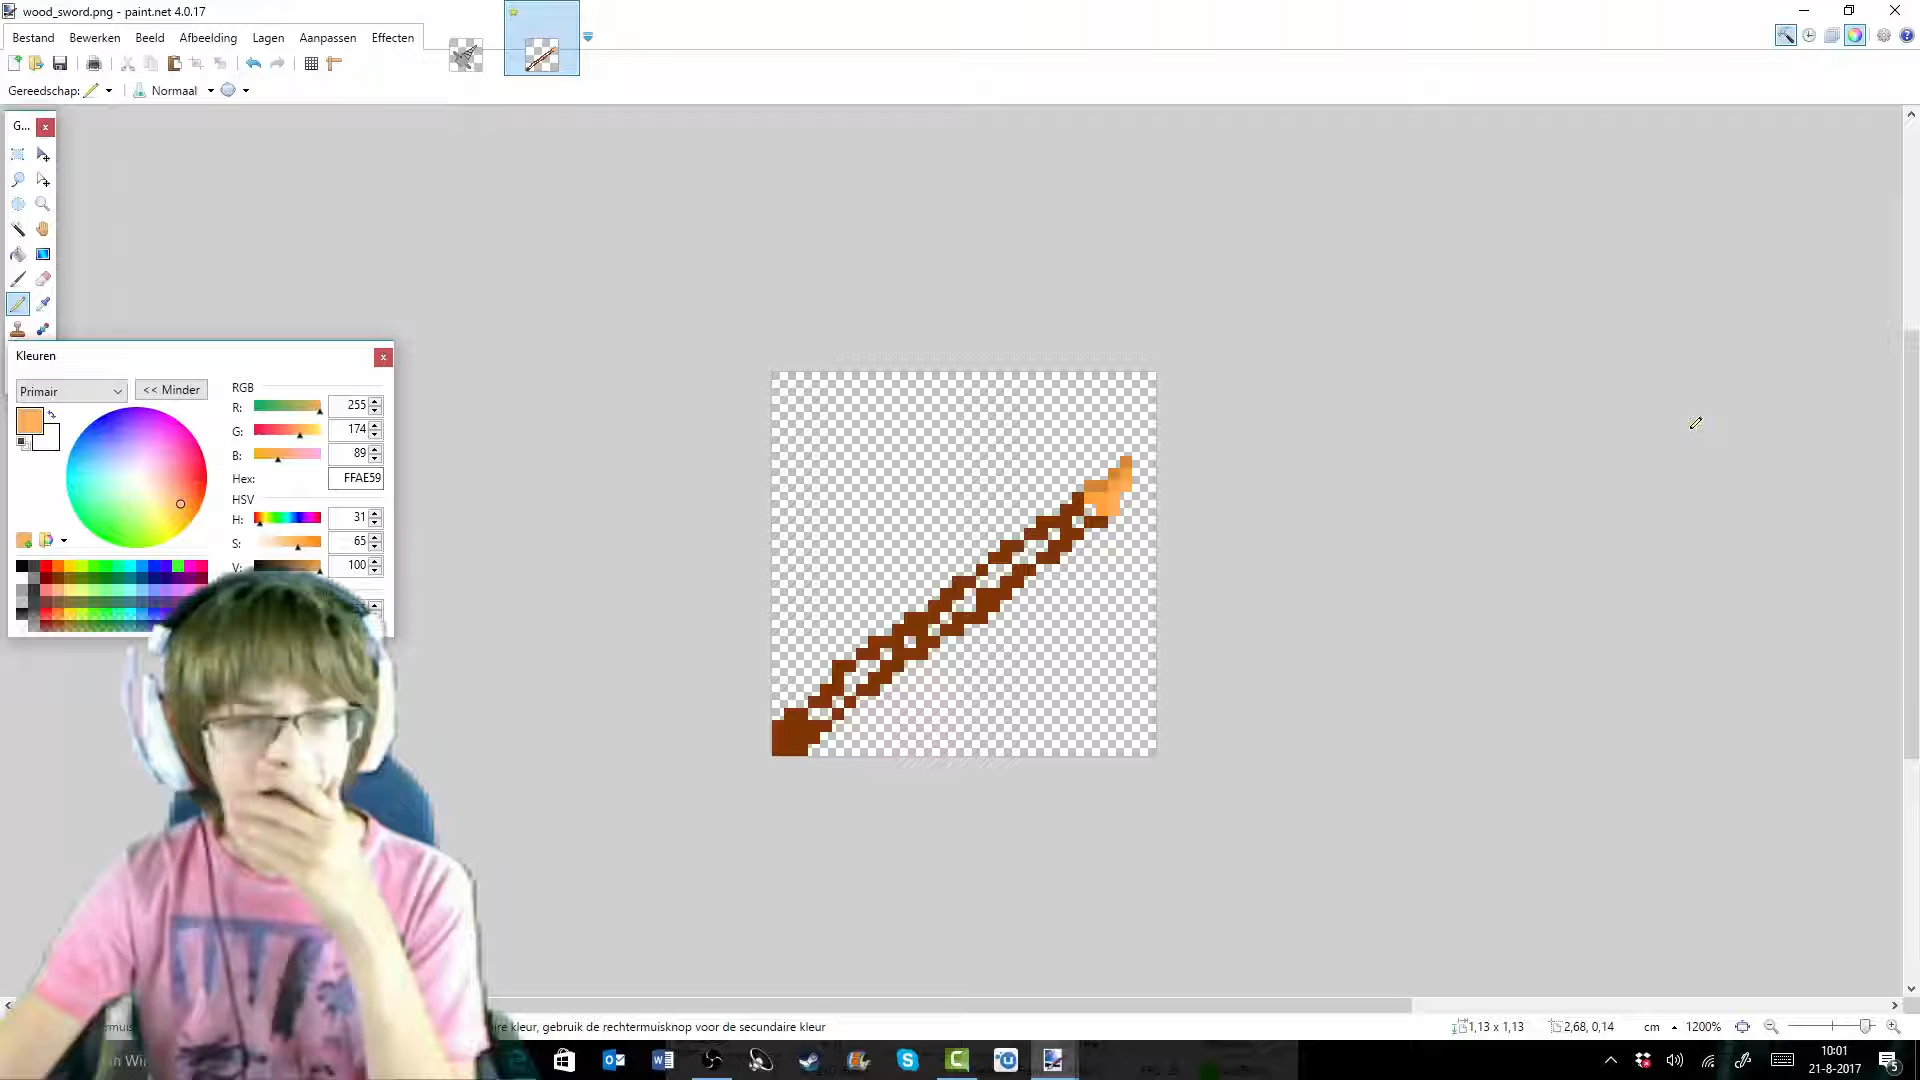 wood_sword.png - paint.net 4.0.17
Bestand Bewerken Beeld Afbeelding Lagen Aanpassen Effecten
Gereedschap: Normaal
G...
Kleuren
Primair << Minder
RGB
R: 255
G: 174
B: 89
Hex: FFAE59
HSV
H: 31
S: 65
V: 100
ire kleur, gebruik de rechtermuisknop voor de secundaire kleur
1,13 x 1,13 2,68, 0,14 cm 1200%
10:01
21-8-2017
5